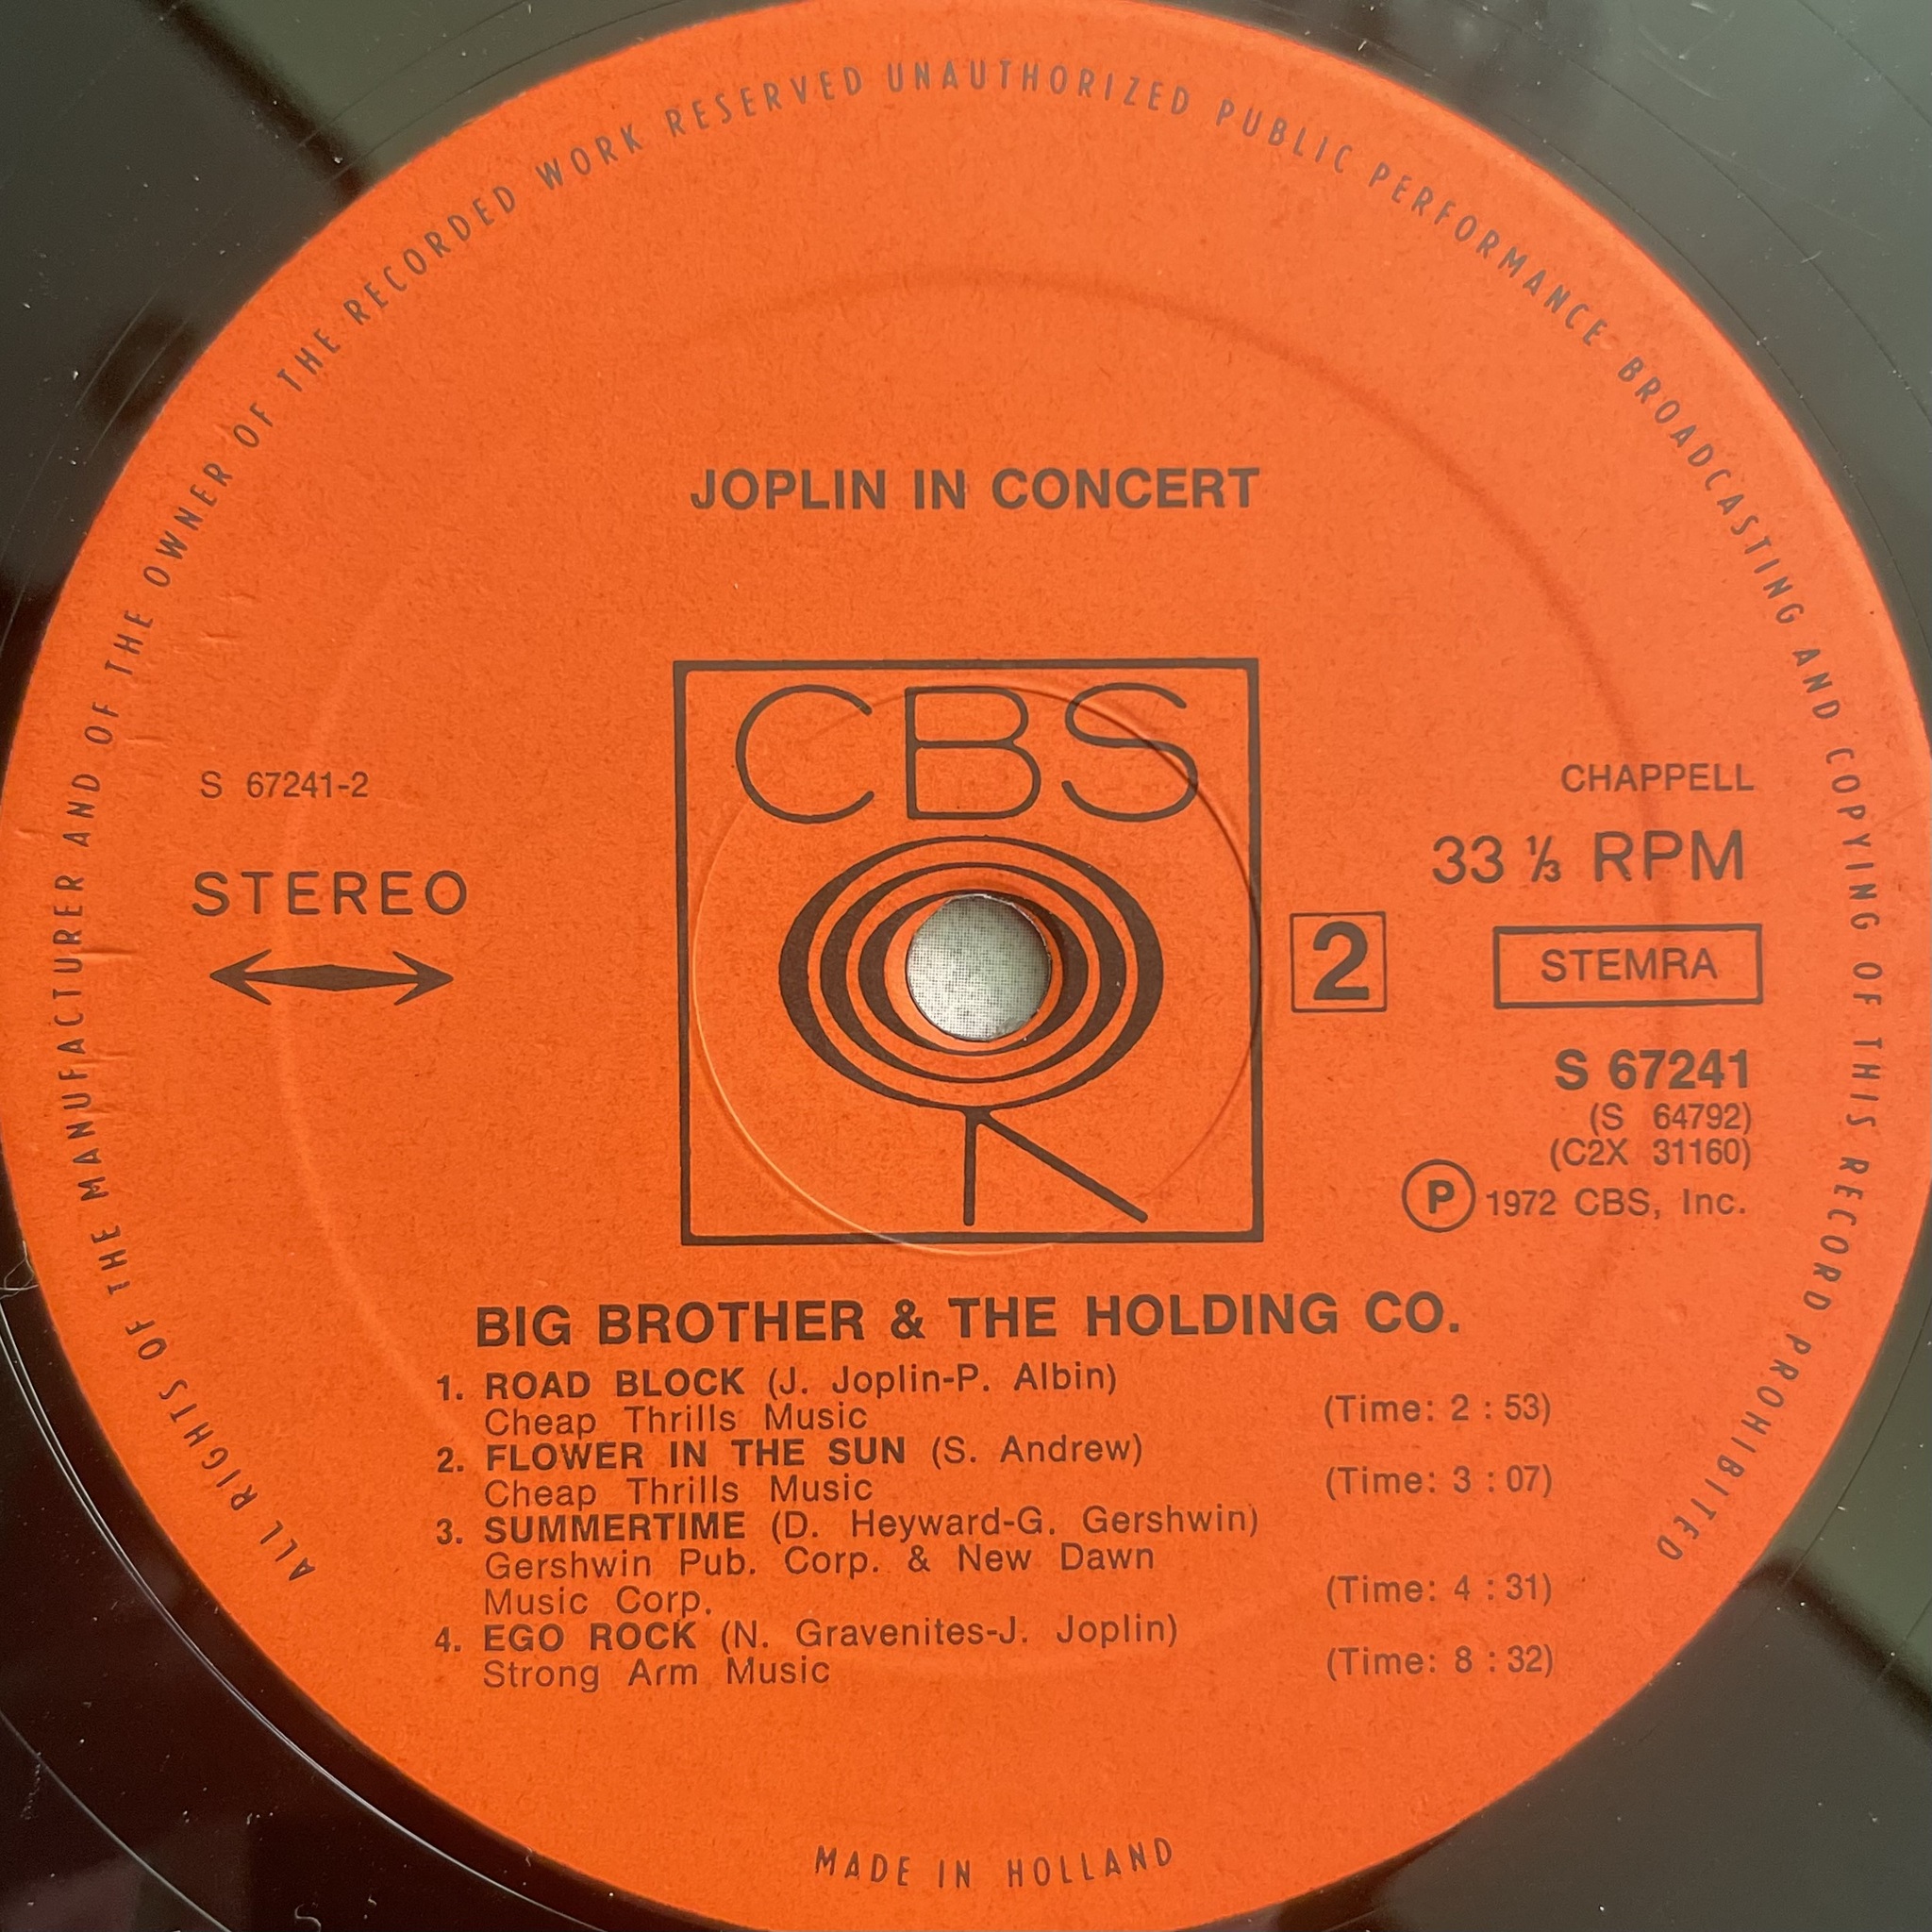 ALL RIGHTS OF THE MANUFACTURER AND OF THE OWNER OF THE RECORDED WORK RESERVED UNAUTHORIZED PUBLIC PERFORMANCE BROADCASTING AND COPYING OF THIS RECORD PROHIBITED
JOPLIN IN CONCERT
CBS
S 67241-2
STEREO
CHAPPELL
33 ⅓ RPM
2
STEMRA
S 67241
(S 64792)
(C2X 31160)
Ⓟ 1972 CBS, Inc.
BIG BROTHER & THE HOLDING CO.
1. ROAD BLOCK (J. Joplin-P. Albin)
Cheap Thrills Music (Time: 2 : 53)
2. FLOWER IN THE SUN (S. Andrew)
Cheap Thrills Music (Time: 3 : 07)
3. SUMMERTIME (D. Heyward-G. Gershwin)
Gershwin Pub. Corp. & New Dawn
Music Corp. (Time: 4 : 31)
4. EGO ROCK (N. Gravenites-J. Joplin)
Strong Arm Music (Time: 8 : 32)
MADE IN HOLLAND